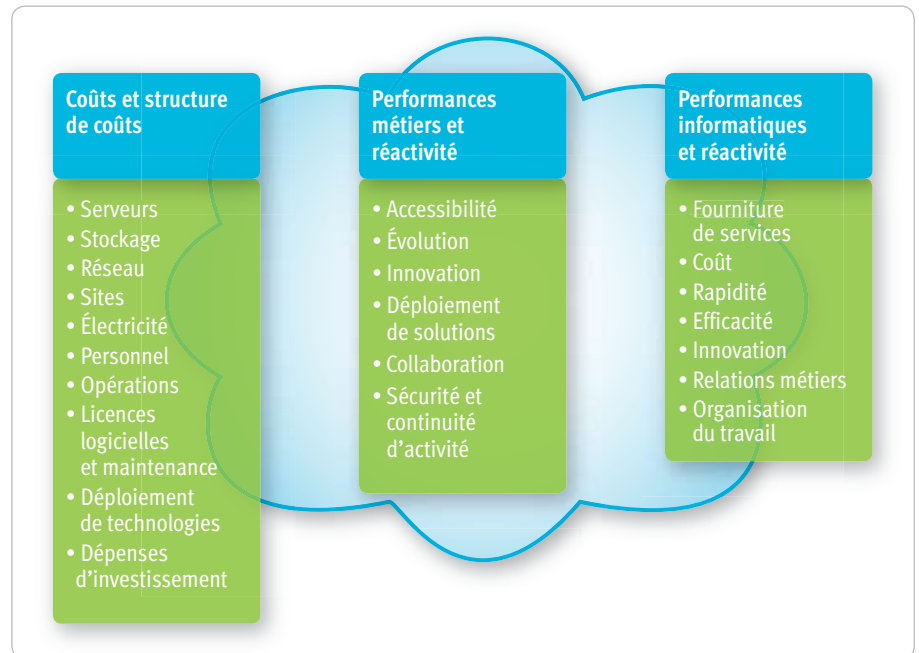 Coûts et structure
de coûts
• Serveurs
• Stockage
• Réseau
• Sites
• Électricité
• Personnel
• Opérations
• Licences
logicielles
et maintenance
• Déploiement
de technologies
• Dépenses
d’investissement
Performances
métiers et
réactivité
• Accessibilité
• Évolution
• Innovation
• Déploiement
de solutions
• Collaboration
• Sécurité et
continuité
d’activité
Performances
informatiques
et réactivité
• Fourniture
de services
• Coût
• Rapidité
• Efficacité
• Innovation
• Relations métiers
• Organisation
du travail